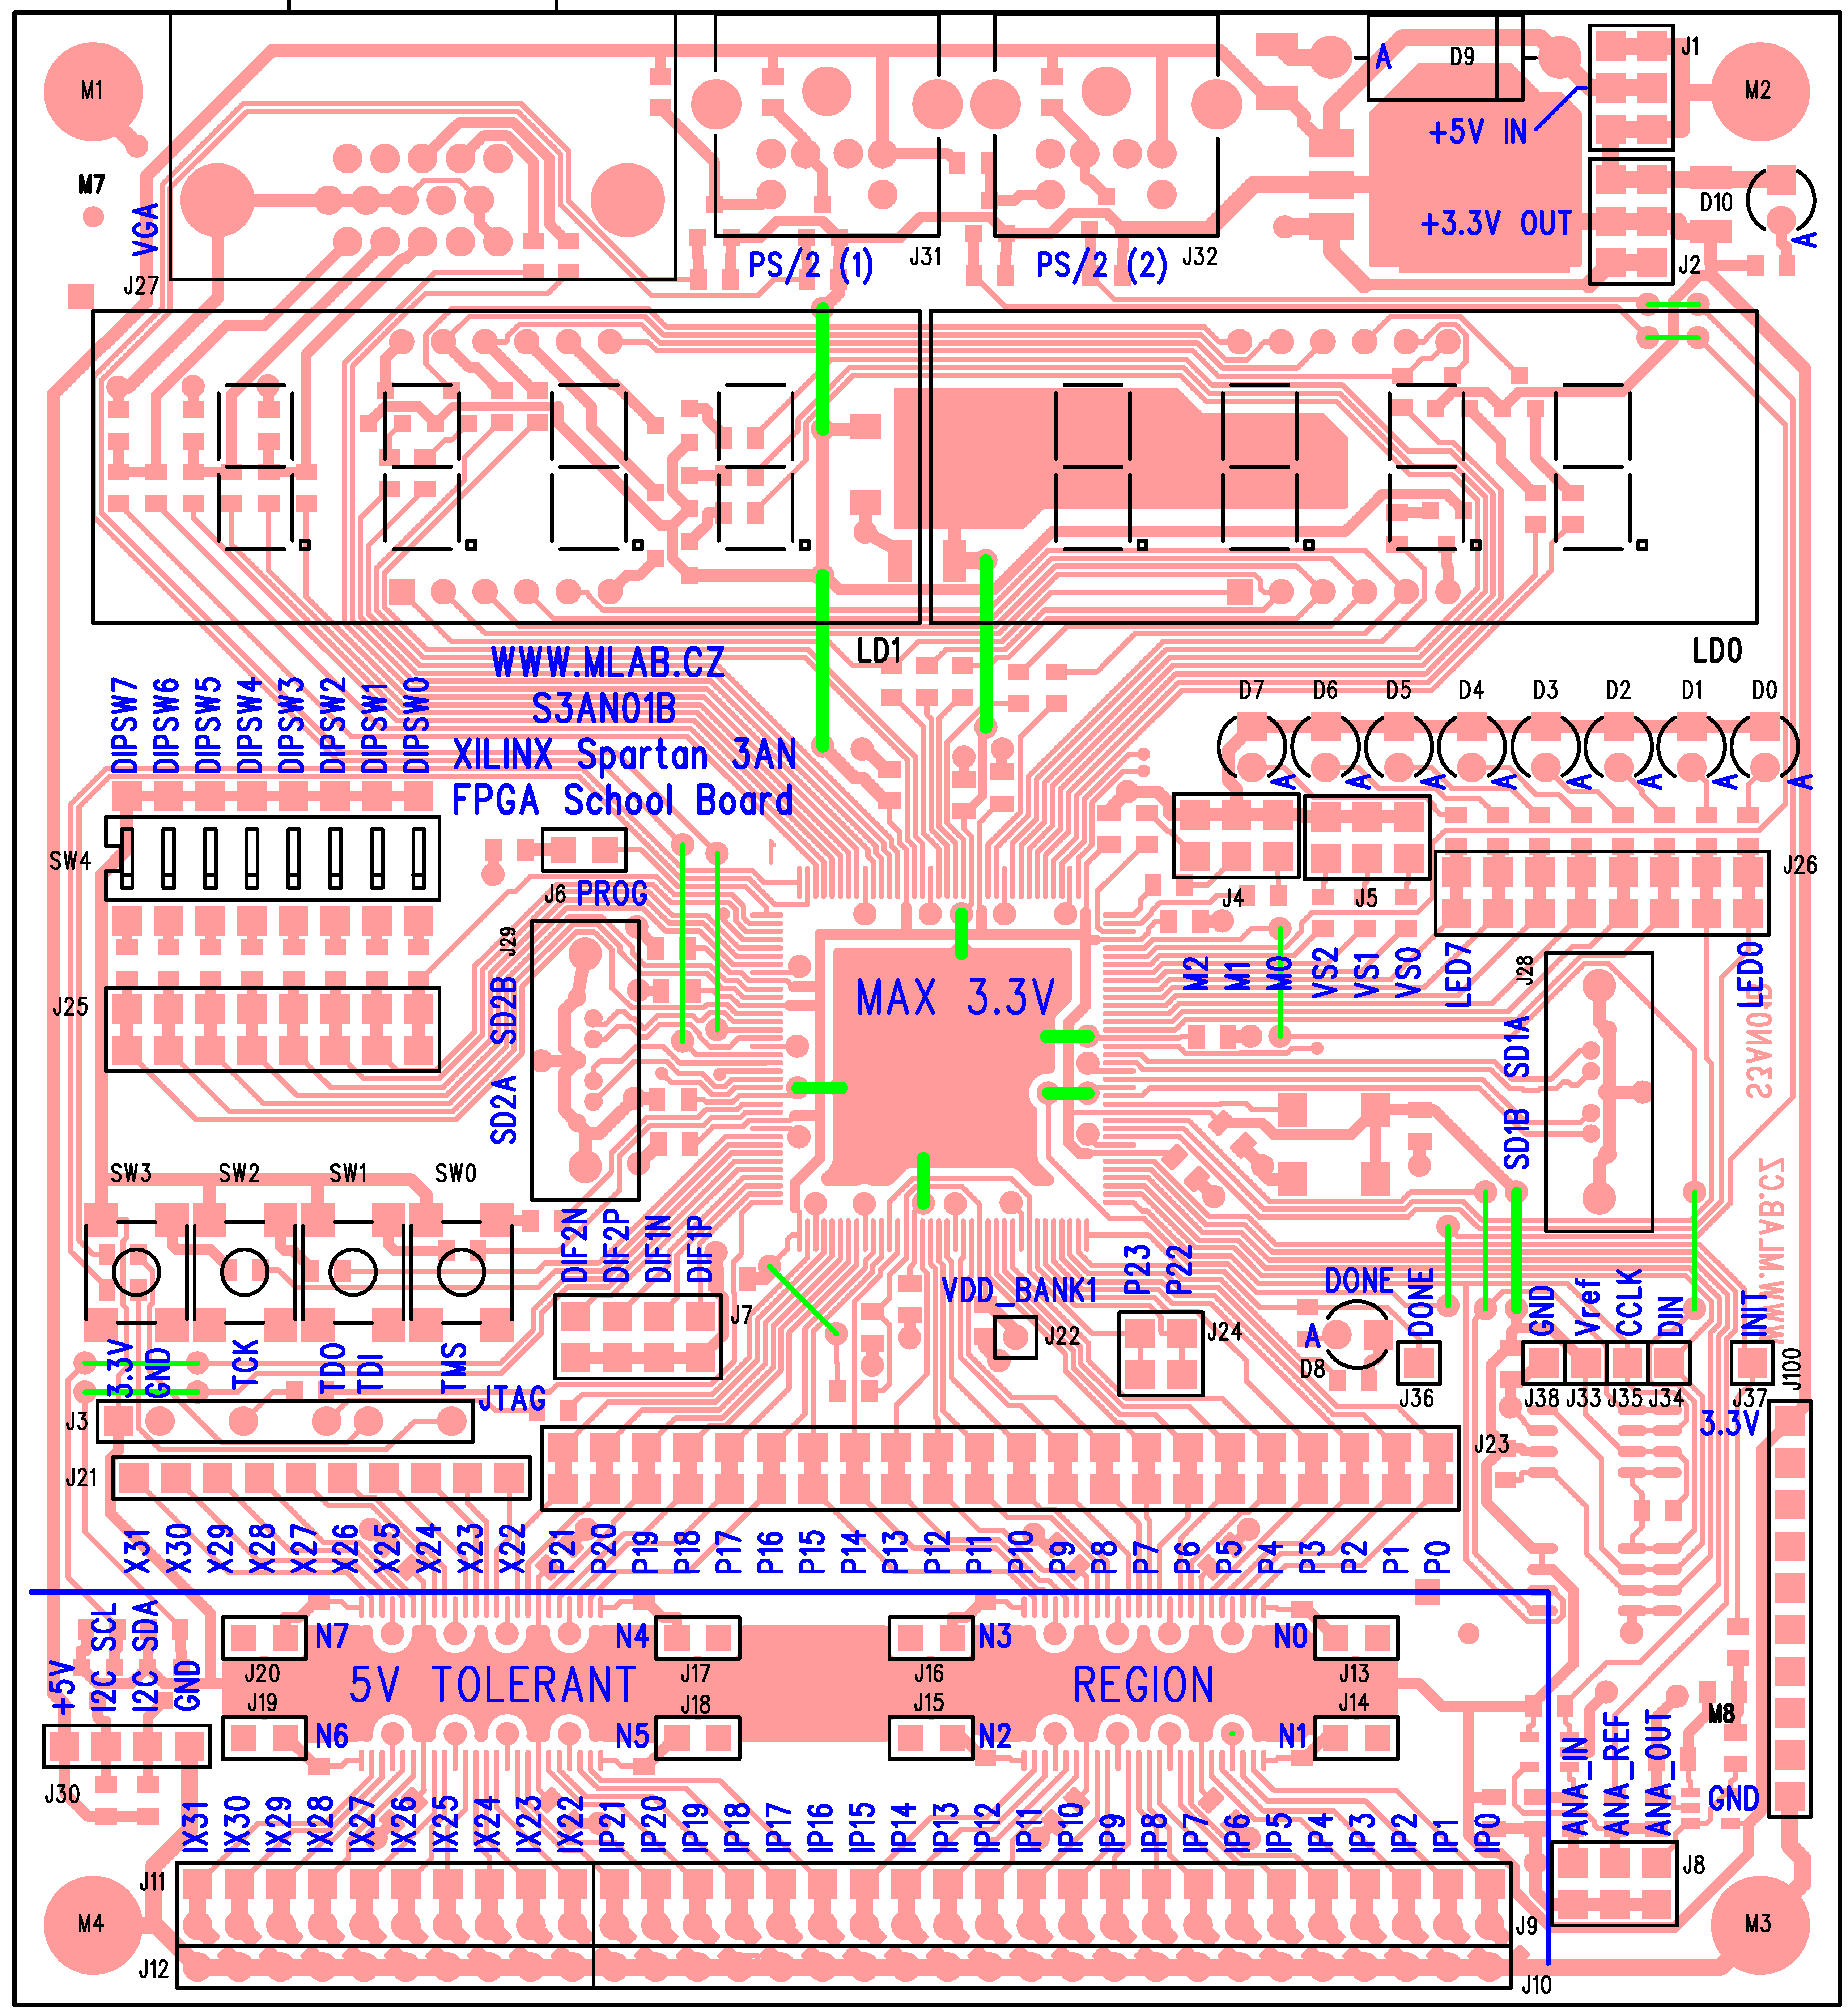 M1
M7
VGA
J27
PS/2 (1)
J31
PS/2 (2)
J32
A
D9
J1
M2
+5V IN
D10
+3.3V OUT
A
J2
LD1
LD0
WWW.MLAB.CZ
S3AN01B
XILINX Spartan 3AN
FPGA School Board
DIPSW7
DIPSW6
DIPSW5
DIPSW4
DIPSW3
DIPSW2
DIPSW1
DIPSW0
D7
D6
D5
D4
D3
D2
D1
D0
A
A
A
A
A
A
A
A
SW4
J6
PROG
1
J4
J5
J26
J29
J25
SD2B
SD2A
MAX 3.3V
M2
M1
M0
VS2
VS1
VS0
LED7
J28
LED0
SD1A
SD1B
S3AN01B
WWW.MLAB.CZ
SW3
SW2
SW1
SW0
DIF2N
DIF2P
DIF1N
DIF1P
J7
VDD_BANK1
J22
P23
P22
J24
DONE
A
D8
DONE
J36
GND
Vref
CCLK
DIN
INIT
J38
J33
J35
J34
J37
J100
3.3V
3.3V
GND
TCK
TDO
TDI
TMS
JTAG
J3
J21
J23
X31
X30
X29
X28
X27
X26
X25
X24
X23
X22
P21
P20
P19
P18
P17
P16
P15
P14
P13
P12
P11
P10
P9
P8
P7
P6
P5
P4
P3
P2
P1
P0
+5V
I2C SCL
I2C SDA
GND
J30
N7
J20
N4
J17
N3
J16
N0
J13
5V TOLERANT
REGION
J19
N6
J18
N5
J15
N2
J14
N1
M8
ANA_IN
ANA_REF
ANA_OUT
GND
IX31
IX30
IX29
IX28
IX27
IX26
IX25
IX24
IX23
IX22
IP21
IP20
IP19
IP18
IP17
IP16
IP15
IP14
IP13
IP12
IP11
IP10
IP9
IP8
IP7
IP6
IP5
IP4
IP3
IP2
IP1
IP0
J11
J8
M4
J9
M3
J12
J10